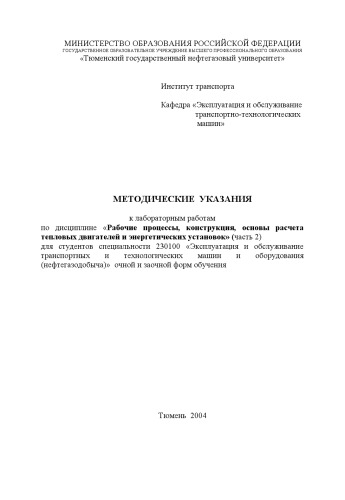 МИНИСТЕРСТВО ОБРАЗОВАНИЯ РОССИЙСКОЙ ФЕДЕРАЦИИ
ГОСУДАРСТВЕННОЕ ОБРАЗОВАТЕЛЬНОЕ УЧРЕЖДЕНИЕ ВЫСШЕГО ПРОФЕССИОНАЛЬНОГО ОБРАЗОВАНИЯ
«Тюменский государственный нефтегазовый университет»
Институт транспорта
Кафедра «Эксплуатация и обслуживание
транспортно-технологических
машин»
МЕТОДИЧЕСКИЕ УКАЗАНИЯ
к лабораторным работам
по дисциплине «Рабочие процессы, конструкция, основы расчета
тепловых двигателей и энергетических установок» (часть 2)
для студентов специальности 230100 «Эксплуатация и обслуживание
транспортных и технологических машин и оборудования
(нефтегазодобыча)» очной и заочной форм обучения
Тюмень 2004